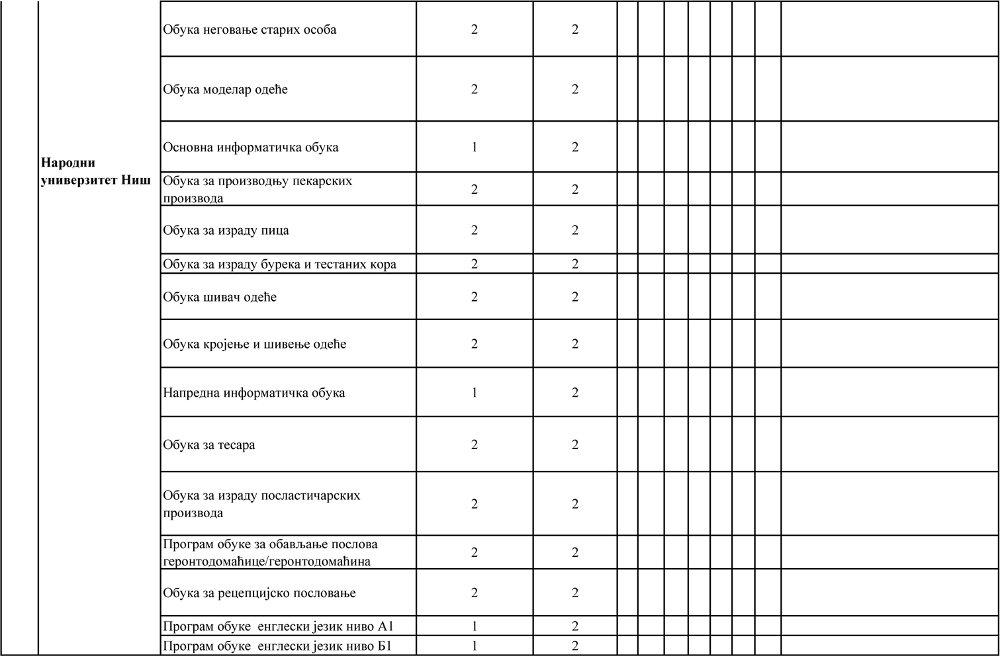 Обука неговање старих особа 2 2
Обука моделар одеће 2 2
Основна информатичка обука 1 2
Народни
универзитет Ниш
Обука за производњу пекарских
производа 2 2
Обука за израду пица 2 2
Обука за израду бурека и тестаних кора 2 2
Обука шивач одеће 2 2
Обука кројење и шивење одеће 2 2
Напредна информатичка обука 1 2
Обука за тесара 2 2
Обука за израду посластичарских
производа 2 2
Програм обуке за обављање послова
геронтодомаћице/геронтодомаћина 2 2
Обука за рецепцијско пословање 2 2
Програм обуке енглески језик ниво А1 1 2
Програм обуке енглески језик ниво Б1 1 2